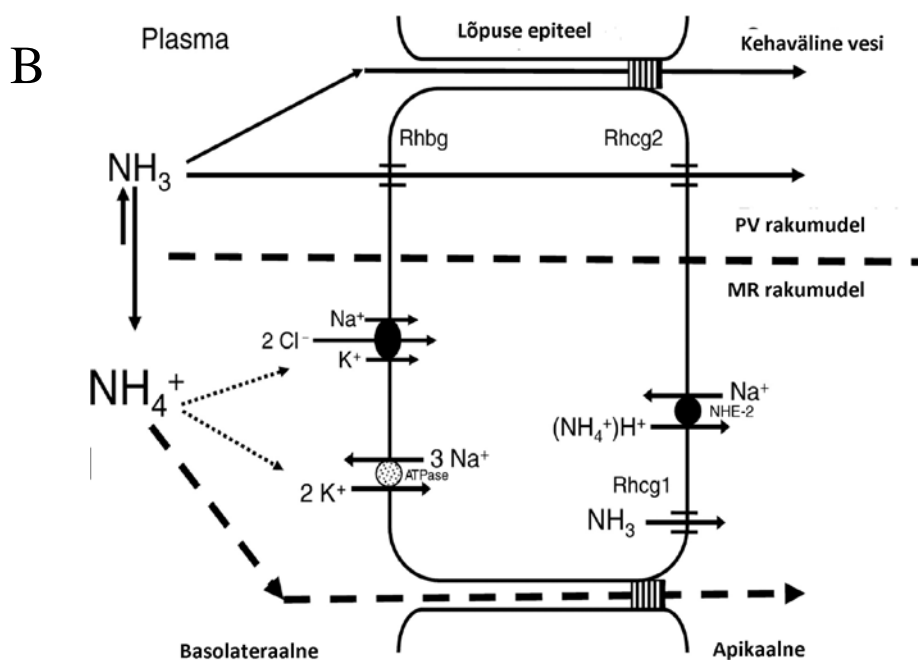 B
Plasma
Lõpuse epiteel
Kehaväline vesi
Rhbg
Rhcg2
NH₃
PV rakumudel
MR rakumudel
Na⁺
2 Cl⁻
K⁺
NH₄⁺
Na⁺
NHE-2
(NH₄⁺)H⁺
3 Na⁺
ATPase
2 K⁺
Rhcg1
NH₃
Basolateraalne
Apikaalne